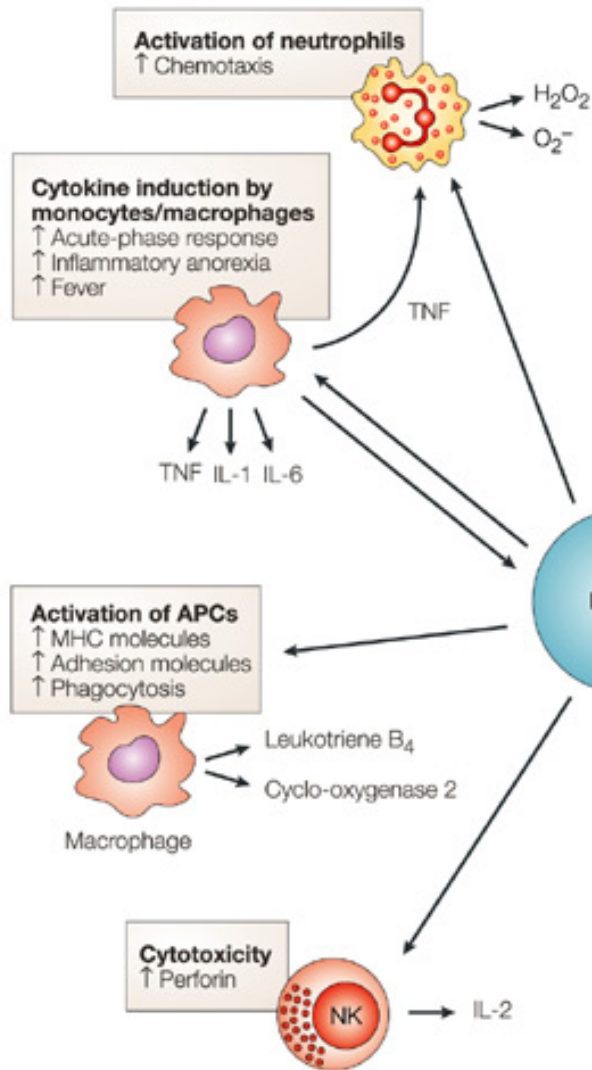 Activation of neutrophils
↑ Chemotaxis
H₂O₂
O₂⁻
Cytokine induction by
monocytes/macrophages
↑ Acute-phase response
↑ Inflammatory anorexia
↑ Fever
TNF
TNF IL-1 IL-6
Activation of APCs
↑ MHC molecules
↑ Adhesion molecules
↑ Phagocytosis
Leukotriene B₄
Cyclo-oxygenase 2
Macrophage
Cytotoxicity
↑ Perforin
NK
IL-2